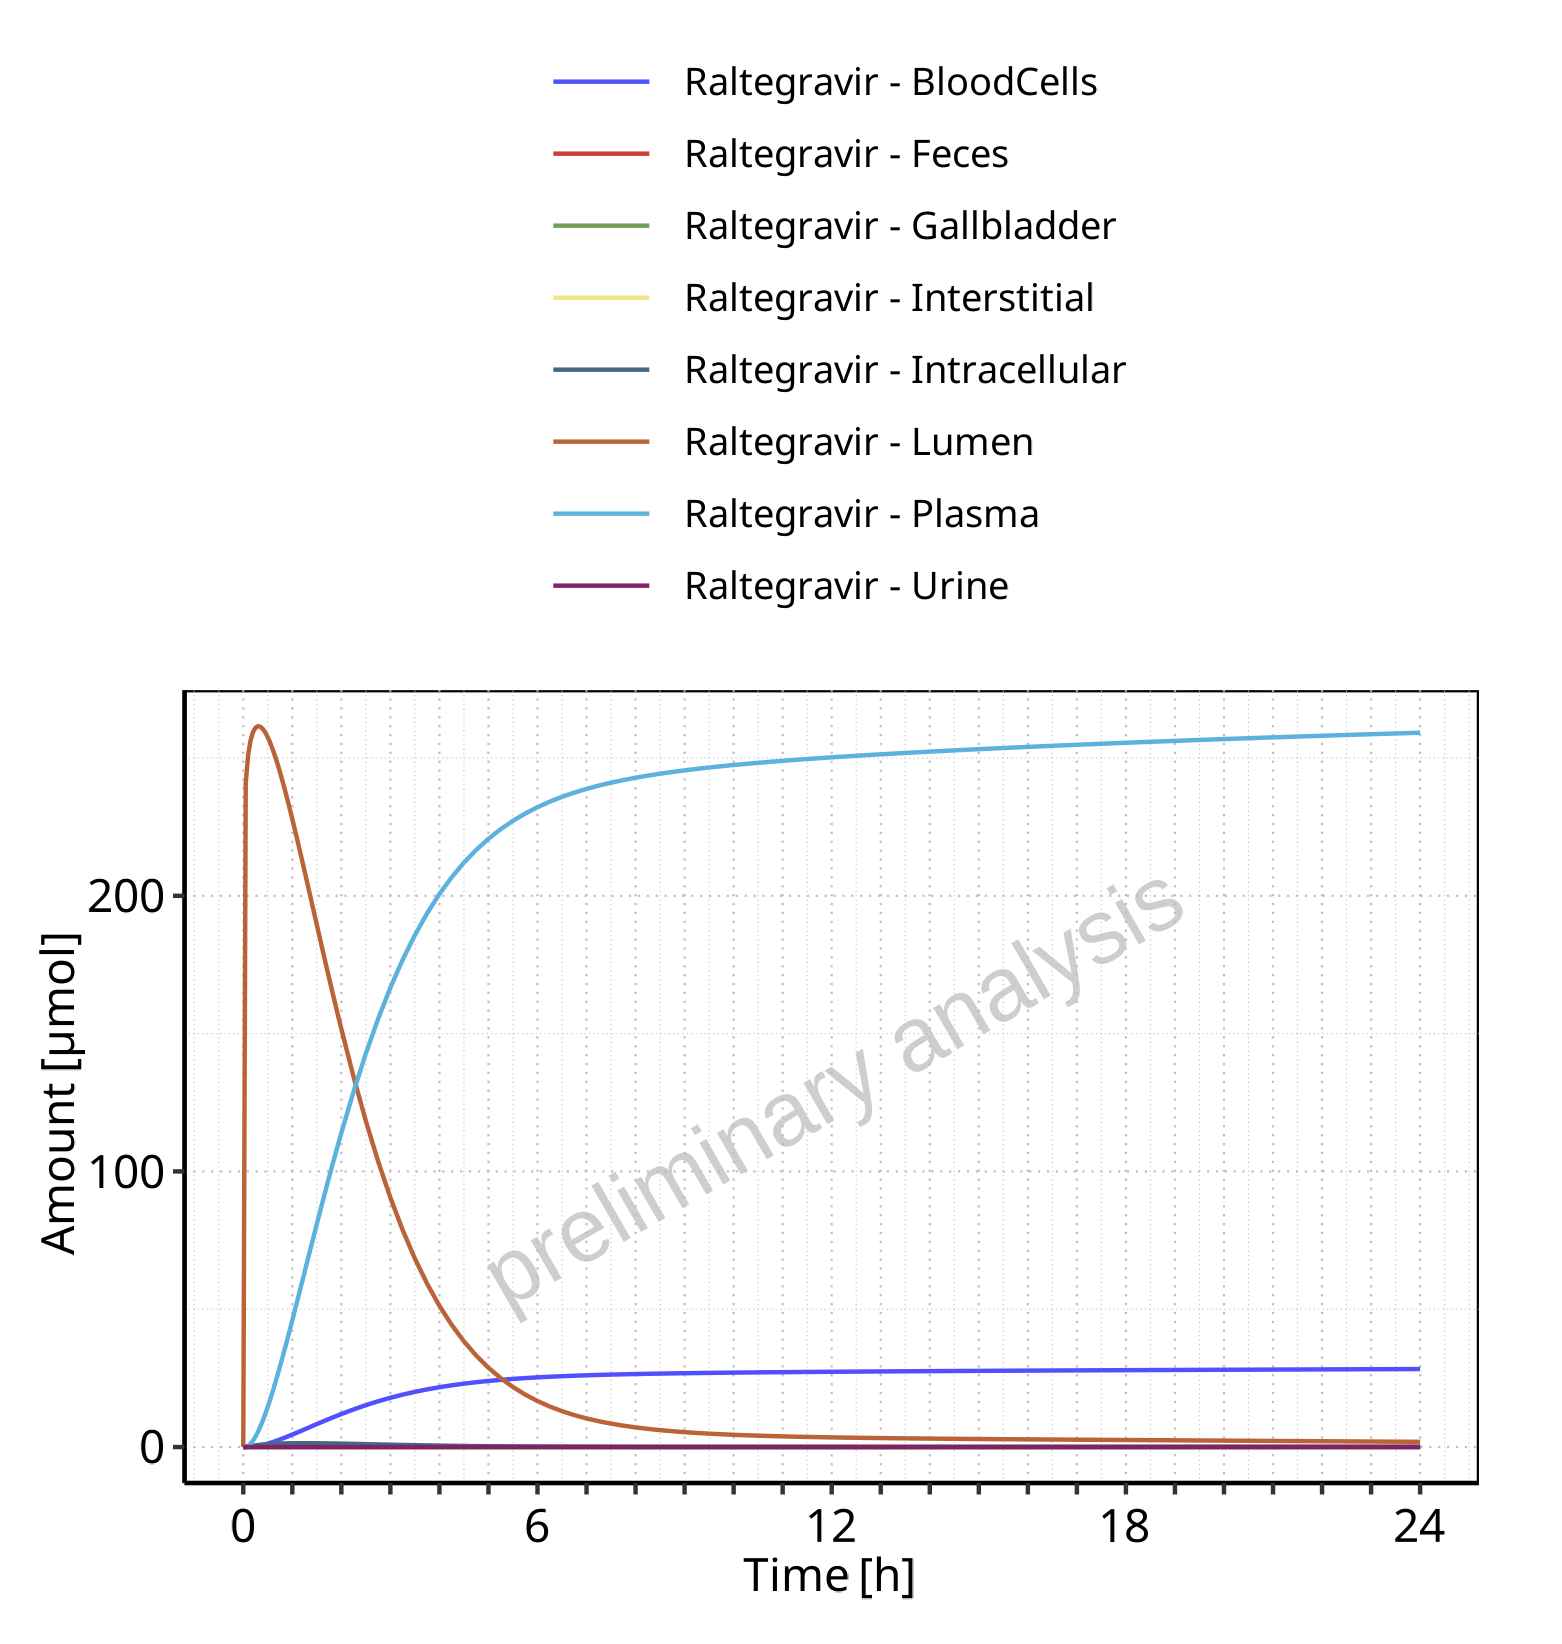 Raltegravir - BloodCells
Raltegravir - Feces
Raltegravir - Gallbladder
Raltegravir - Interstitial
Raltegravir - Intracellular
Raltegravir - Lumen
Raltegravir - Plasma
Raltegravir - Urine
Amount [µmol]
200
100
0
preliminary analysis
0 6 12 18 24
Time [h]